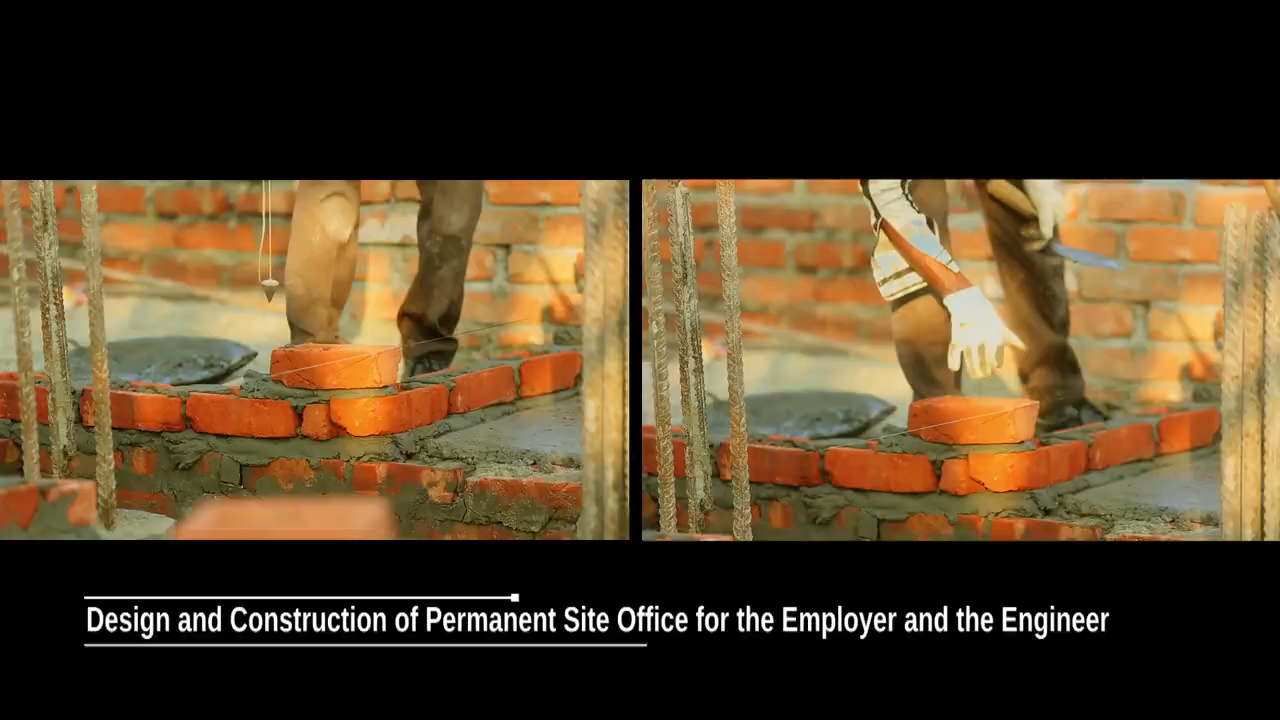 Design and Construction of Permanent Site Office for the Employer and the Engineer